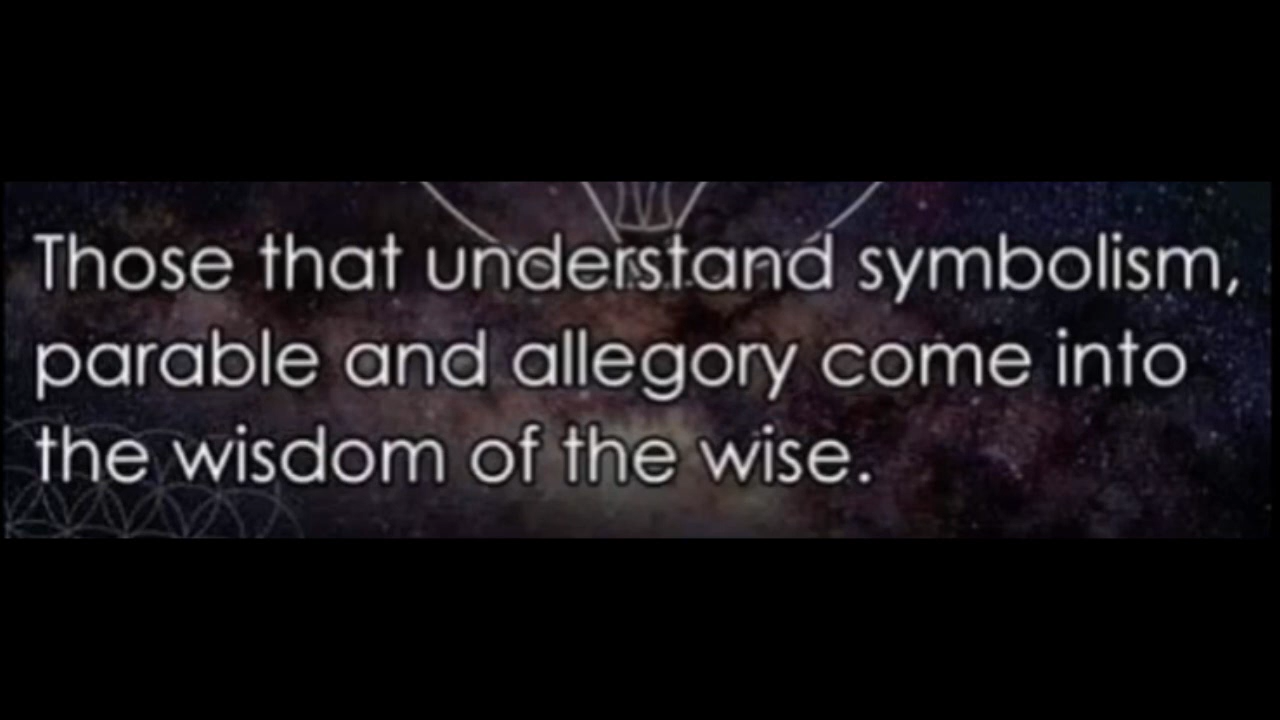 Those that understand symbolism,
parable and allegory come into
the wisdom of the wise.